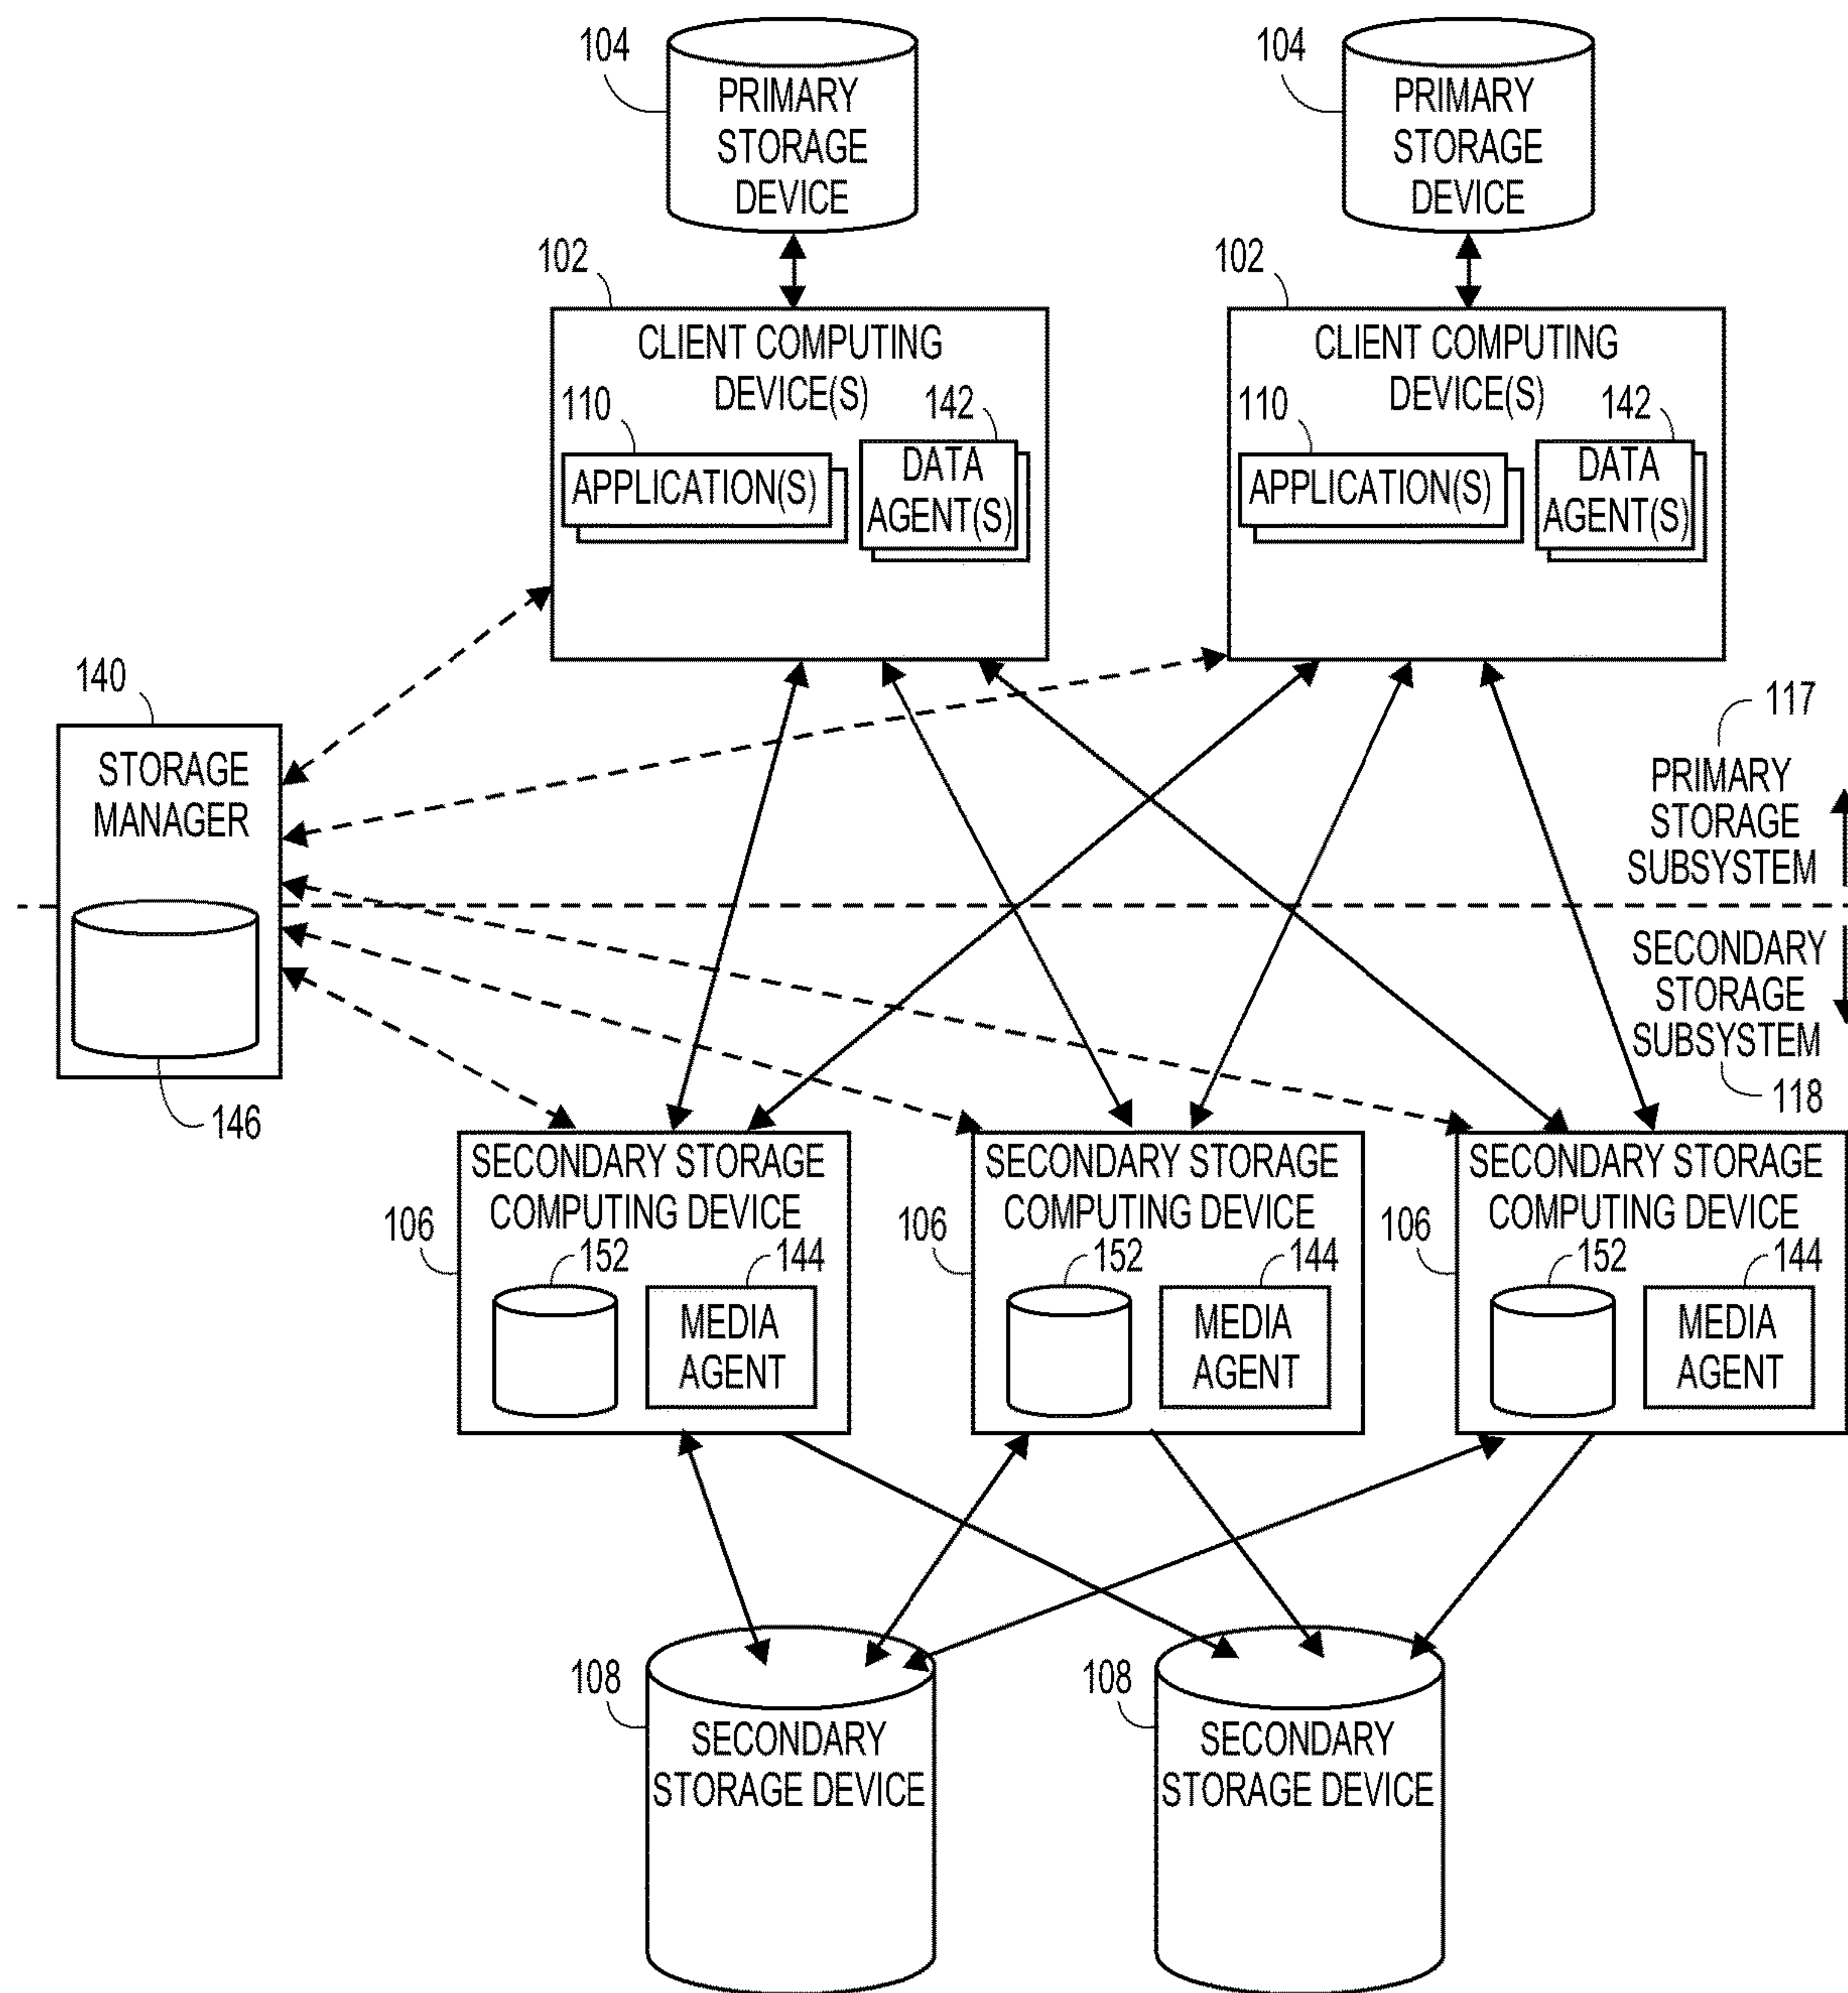 104
PRIMARY
STORAGE
DEVICE
104
PRIMARY
STORAGE
DEVICE
102
CLIENT COMPUTING
DEVICE(S)
110
142
APPLICATION(S)
DATA
AGENT(S)
102
CLIENT COMPUTING
DEVICE(S)
110
142
APPLICATION(S)
DATA
AGENT(S)
140
STORAGE
MANAGER
146
117
PRIMARY
STORAGE
SUBSYSTEM
SECONDARY
STORAGE
SUBSYSTEM
118
SECONDARY STORAGE
COMPUTING DEVICE
106
152
144
MEDIA
AGENT
SECONDARY STORAGE
COMPUTING DEVICE
106
152
144
MEDIA
AGENT
SECONDARY STORAGE
COMPUTING DEVICE
106
152
144
MEDIA
AGENT
108
SECONDARY
STORAGE DEVICE
108
SECONDARY
STORAGE DEVICE